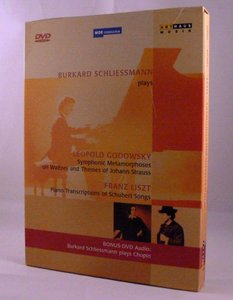 DVD
WDR
ARTHAUS
MUSIK
BURKARD SCHLIESSMANN
plays
LEOPOLD GODOWSKY
Symphonic Metamorphoses
on Waltzes and Themes of Johann Strauss
FRANZ LISZT
Piano Transcriptions of Schubert Songs
BONUS-DVD Audio:
Burkard Schliessmann plays Chopin